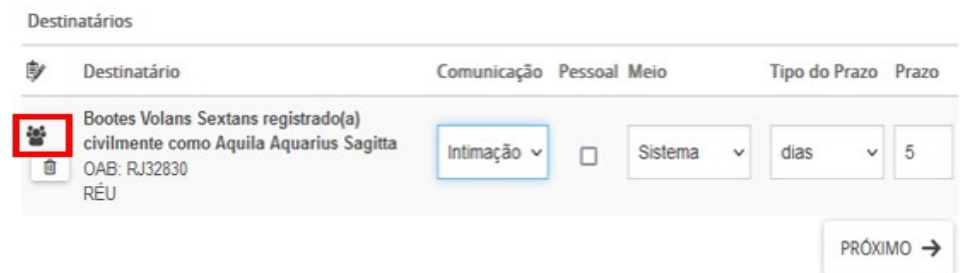 Destinatários
Destinatário Comunicação Pessoal Meio Tipo do Prazo Prazo
Bootes Volans Sextans registrado(a)
civilmente como Aquila Aquarius Sagitta
OAB: RJ32830
RÉU
Intimação Sistema dias 5
PRÓXIMO →